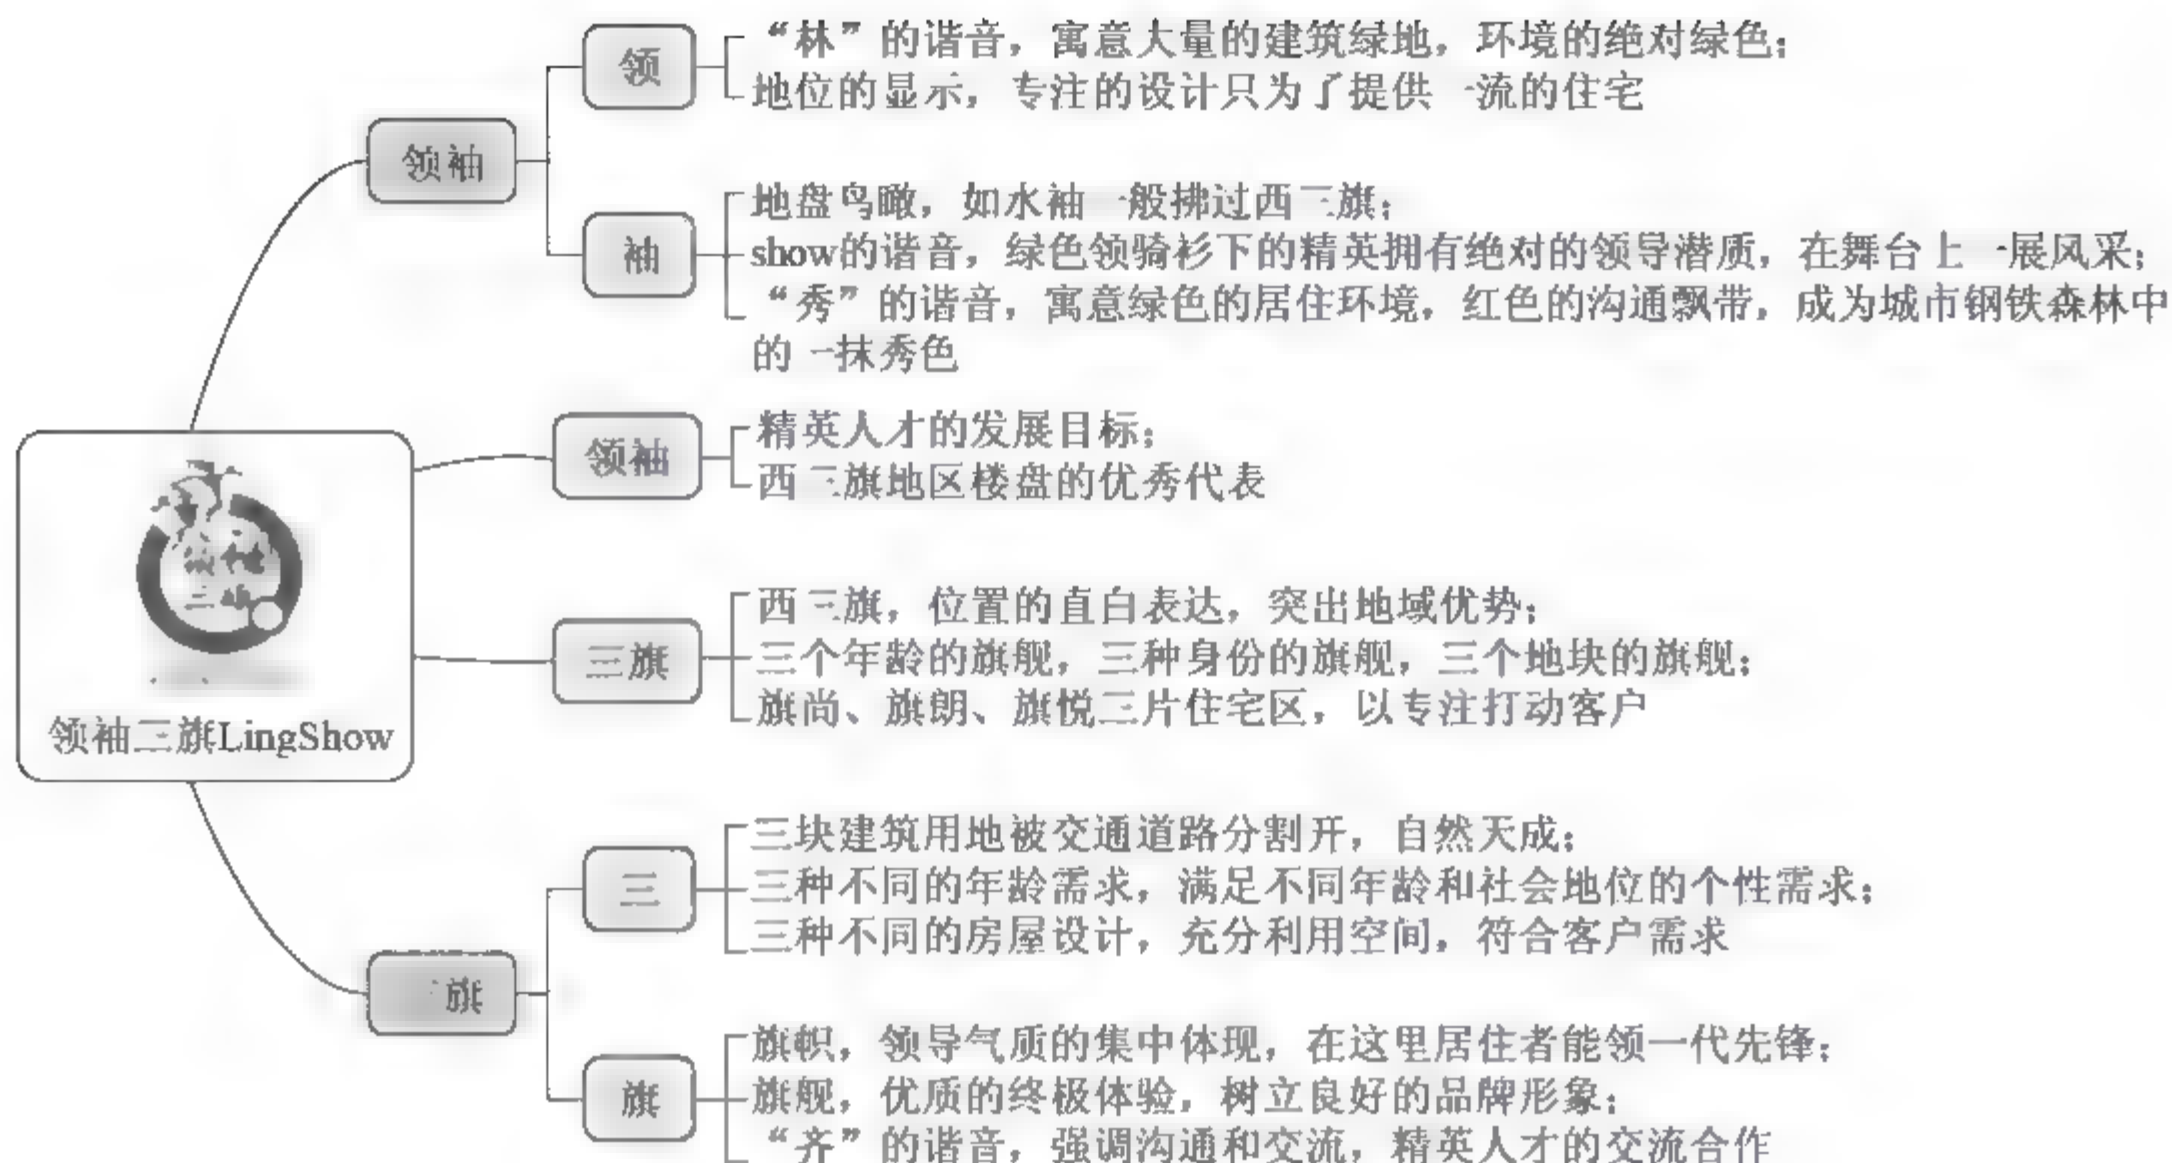 领
“林”的谐音，寓意大量的建筑绿地，环境的绝对绿色；
地位的显示，专注的设计只为了提供一流的住宅
领袖
袖
地盘鸟瞰，如水袖一般拂过西三旗；
show的谐音，绿色领骑衫下的精英拥有绝对的领导潜质，在舞台上一展风采；
“秀”的谐音，寓意绿色的居住环境，红色的沟通飘带，成为城市钢铁森林中
的一抹秀色
领袖
精英人才的发展目标；
西三旗地区楼盘的优秀代表
三旗
西三旗，位置的直白表达，突出地域优势；
三个年龄的旗舰，三种身份的旗舰，三个地块的旗舰；
旗尚、旗朗、旗悦三片住宅区，以专注打动客户
领袖三旗LingShow
三
三块建筑用地被交通道路分割开，自然天成；
三种不同的年龄需求，满足不同年龄和社会地位的个性需求；
三种不同的房屋设计，充分利用空间，符合客户需求
三旗
旗
旗帜，领导气质的集中体现，在这里居住者能领一代先锋；
旗舰，优质的终极体验，树立良好的品牌形象；
“齐”的谐音，强调沟通和交流，精英人才的交流合作